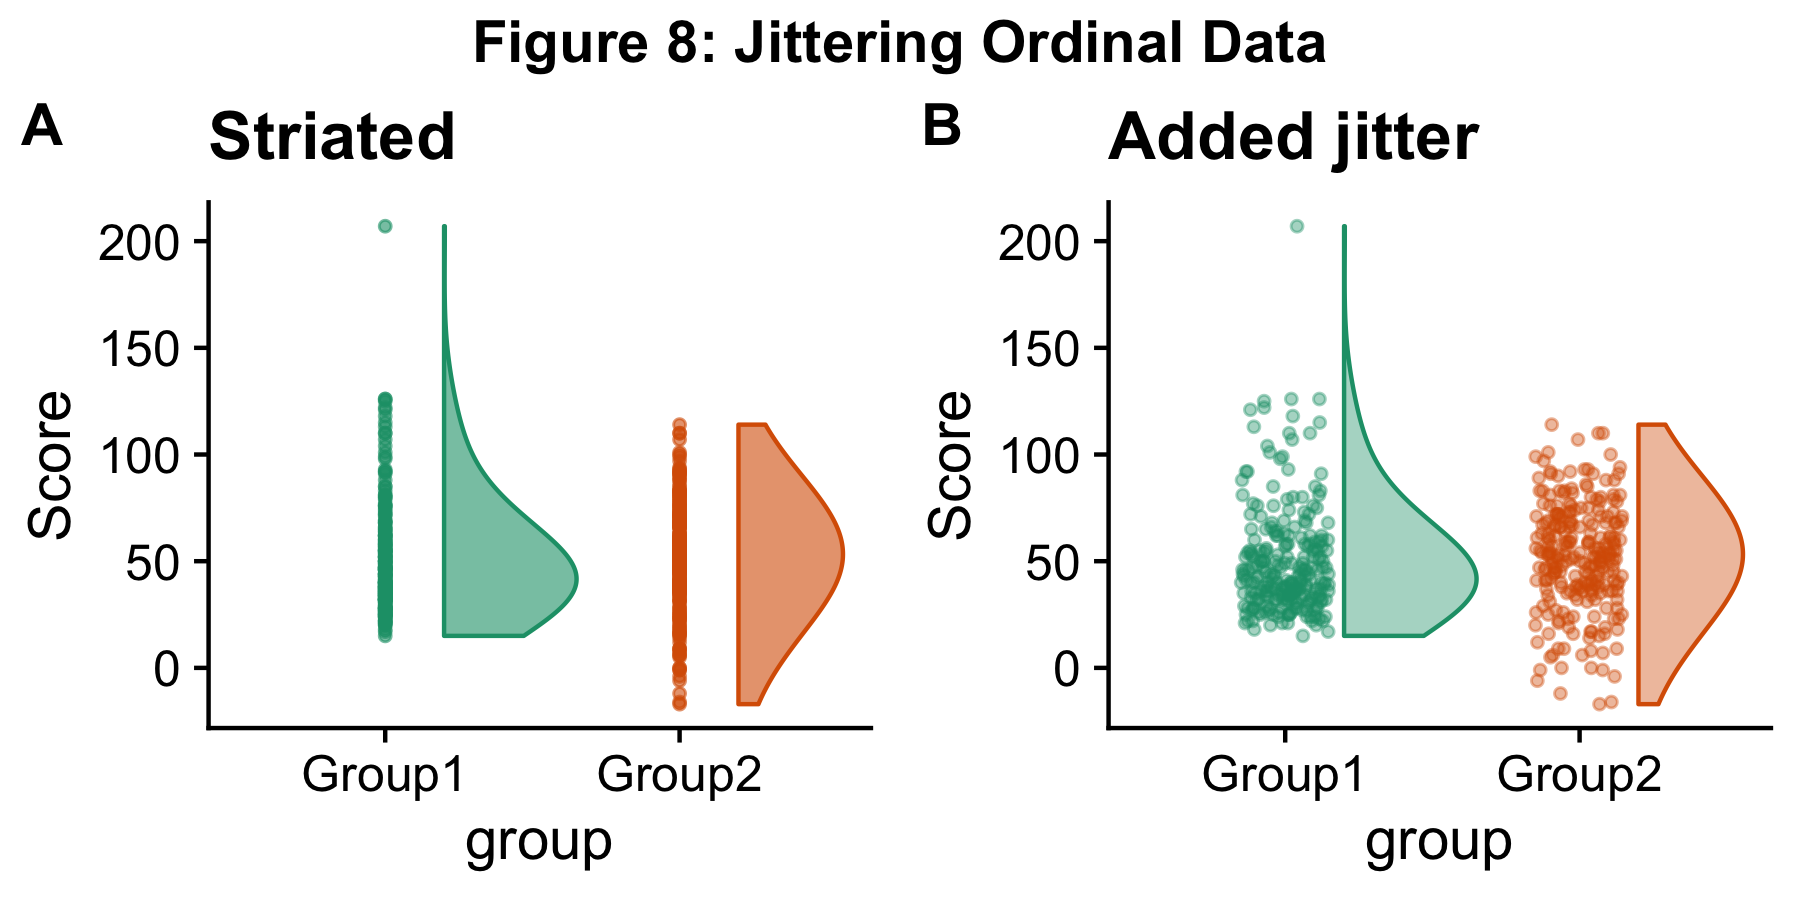 Figure 8: Jittering Ordinal Data
A
Striated
Score
200
150
100
50
0
Group1
Group2
group
B
Added jitter
Score
200
150
100
50
0
Group1
Group2
group